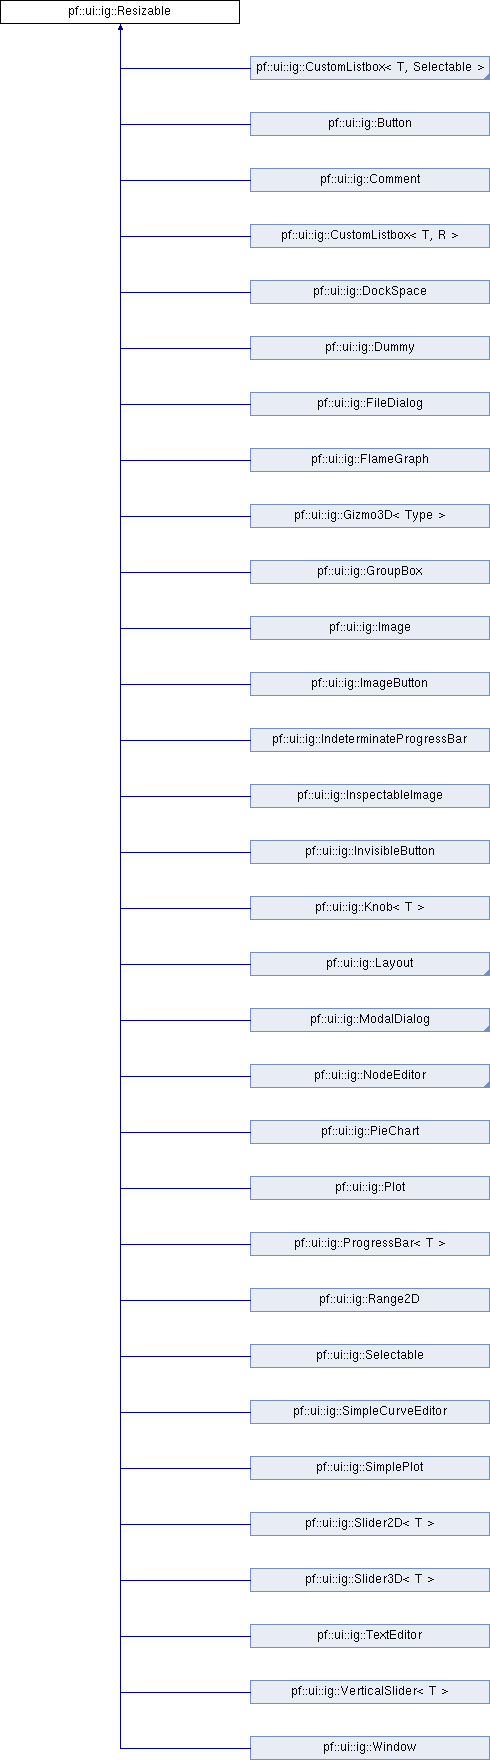 pf::ui::ig::Resizable
pf::ui::ig::CustomListbox< T, Selectable >
pf::ui::ig::Button
pf::ui::ig::Comment
pf::ui::ig::CustomListbox< T, R >
pf::ui::ig::DockSpace
pf::ui::ig::Dummy
pf::ui::ig::FileDialog
pf::ui::ig::FlameGraph
pf::ui::ig::Gizmo3D< Type >
pf::ui::ig::GroupBox
pf::ui::ig::Image
pf::ui::ig::ImageButton
pf::ui::ig::IndeterminateProgressBar
pf::ui::ig::InspectableImage
pf::ui::ig::InvisibleButton
pf::ui::ig::Knob< T >
pf::ui::ig::Layout
pf::ui::ig::ModalDialog
pf::ui::ig::NodeEditor
pf::ui::ig::PieChart
pf::ui::ig::Plot
pf::ui::ig::ProgressBar< T >
pf::ui::ig::Range2D
pf::ui::ig::Selectable
pf::ui::ig::SimpleCurveEditor
pf::ui::ig::SimplePlot
pf::ui::ig::Slider2D< T >
pf::ui::ig::Slider3D< T >
pf::ui::ig::TextEditor
pf::ui::ig::VerticalSlider< T >
pf::ui::ig::Window